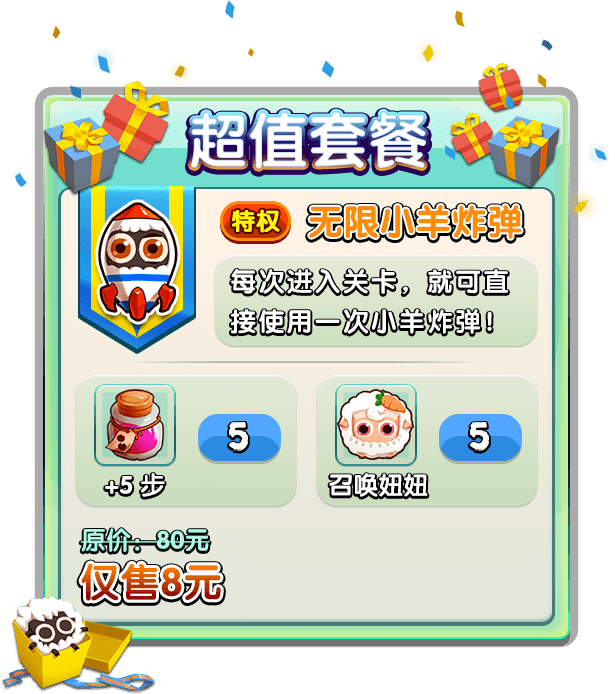 超值套餐
特权 无限小羊炸弹
每次进入关卡，就可直
接使用一次小羊炸弹！
5 5
+5 步 召唤妞妞
原价：80元
仅售8元